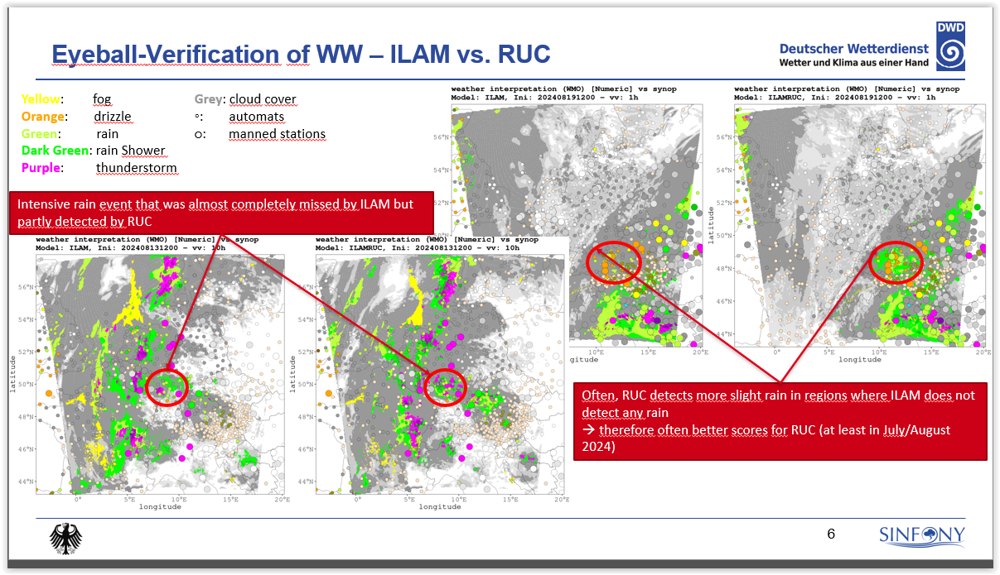 Eyeball-Verification of WW – ILAM vs. RUC
DWD
Deutscher Wetterdienst
Wetter und Klima aus einer Hand
Yellow: fog
Orange: drizzle
Green: rain
Dark Green: rain Shower
Purple: thunderstorm
Grey: cloud cover
°: automats
o: manned stations
weather interpretation (WMO) [Numeric] vs synop
Model: ILAM, Ini: 202408191200 – vv: 1h
56°N
54°N
52°N
50°N
10°E
15°E
20°E
gitude
weather interpretation (WMO) [Numeric] vs synop
Model: ILAMRUC, Ini: 202408191200 – vv: 1h
56°N
54°N
52°N
50°N
48°N
46°N
44°N
latitude
0°
5°E
10°E
15°E
20°E
longitude
Intensive rain event that was almost completely missed by ILAM but
partly detected by RUC
weather interpretation (WMO) [Numeric] vs synop
Model: ILAM, Ini: 202408131200 – vv: 10h
56°N
54°N
52°N
50°N
48°N
46°N
44°N
latitude
0°
5°E
10°E
15°E
20°E
longitude
weather interpretation (WMO) [Numeric] vs synop
Model: ILAMRUC, Ini: 202408131200 – vv: 10h
56°N
54°N
52°N
50°N
48°N
46°N
44°N
latitude
0°
5°E
10°E
15°E
20°E
longitude
Often, RUC detects more slight rain in regions where ILAM does not
detect any rain
→ therefore often better scores for RUC (at least in July/August
2024)
6
SINFONY